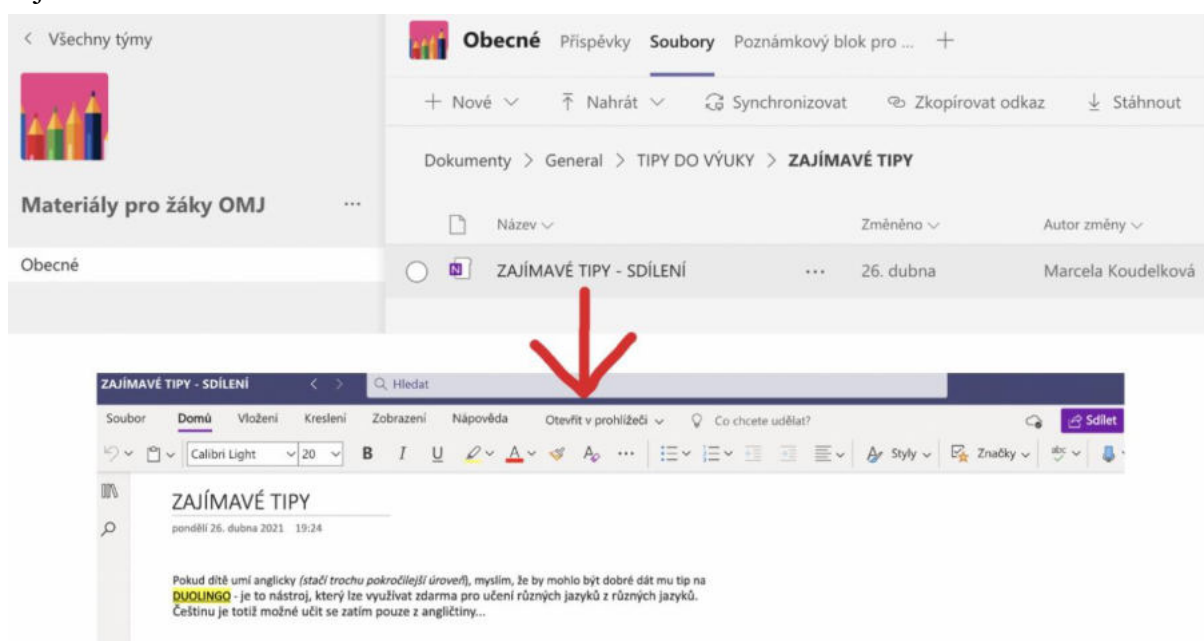 Všechny týmy
Obecné Příspěvky Soubory Poznámkový blok pro ...
Nové Nahrát Synchronizovat Zkopírovat odkaz Stáhnout
Dokumenty > General > TIPY DO VÝUKY > ZAJÍMAVÉ TIPY
Materiály pro žáky OMJ ...
Název Změněno Autor změny
Obecné
ZAJÍMAVÉ TIPY - SDÍLENÍ ... 26. dubna Marcela Koudelková
ZAJÍMAVÉ TIPY - SDÍLENÍ Hledat
Soubor Domů Vložení Kreslení Zobrazení Nápověda Otevřít v prohlížeči Co chcete udělat? Sdílet
Calibri Light 20 B I U A A ... Styly Značky abc
ZAJÍMAVÉ TIPY
pondělí 26. dubna 2021 19:24
Pokud dítě umí anglicky (stačí trochu pokročilejší úroveň), myslím, že by mohlo být dobré dát mu tip na
DUOLINGO - je to nástroj, který lze využívat zdarma pro učení různých jazyků z různých jazyků.
Češtinu je totiž možné učit se zatím pouze z angličtiny...